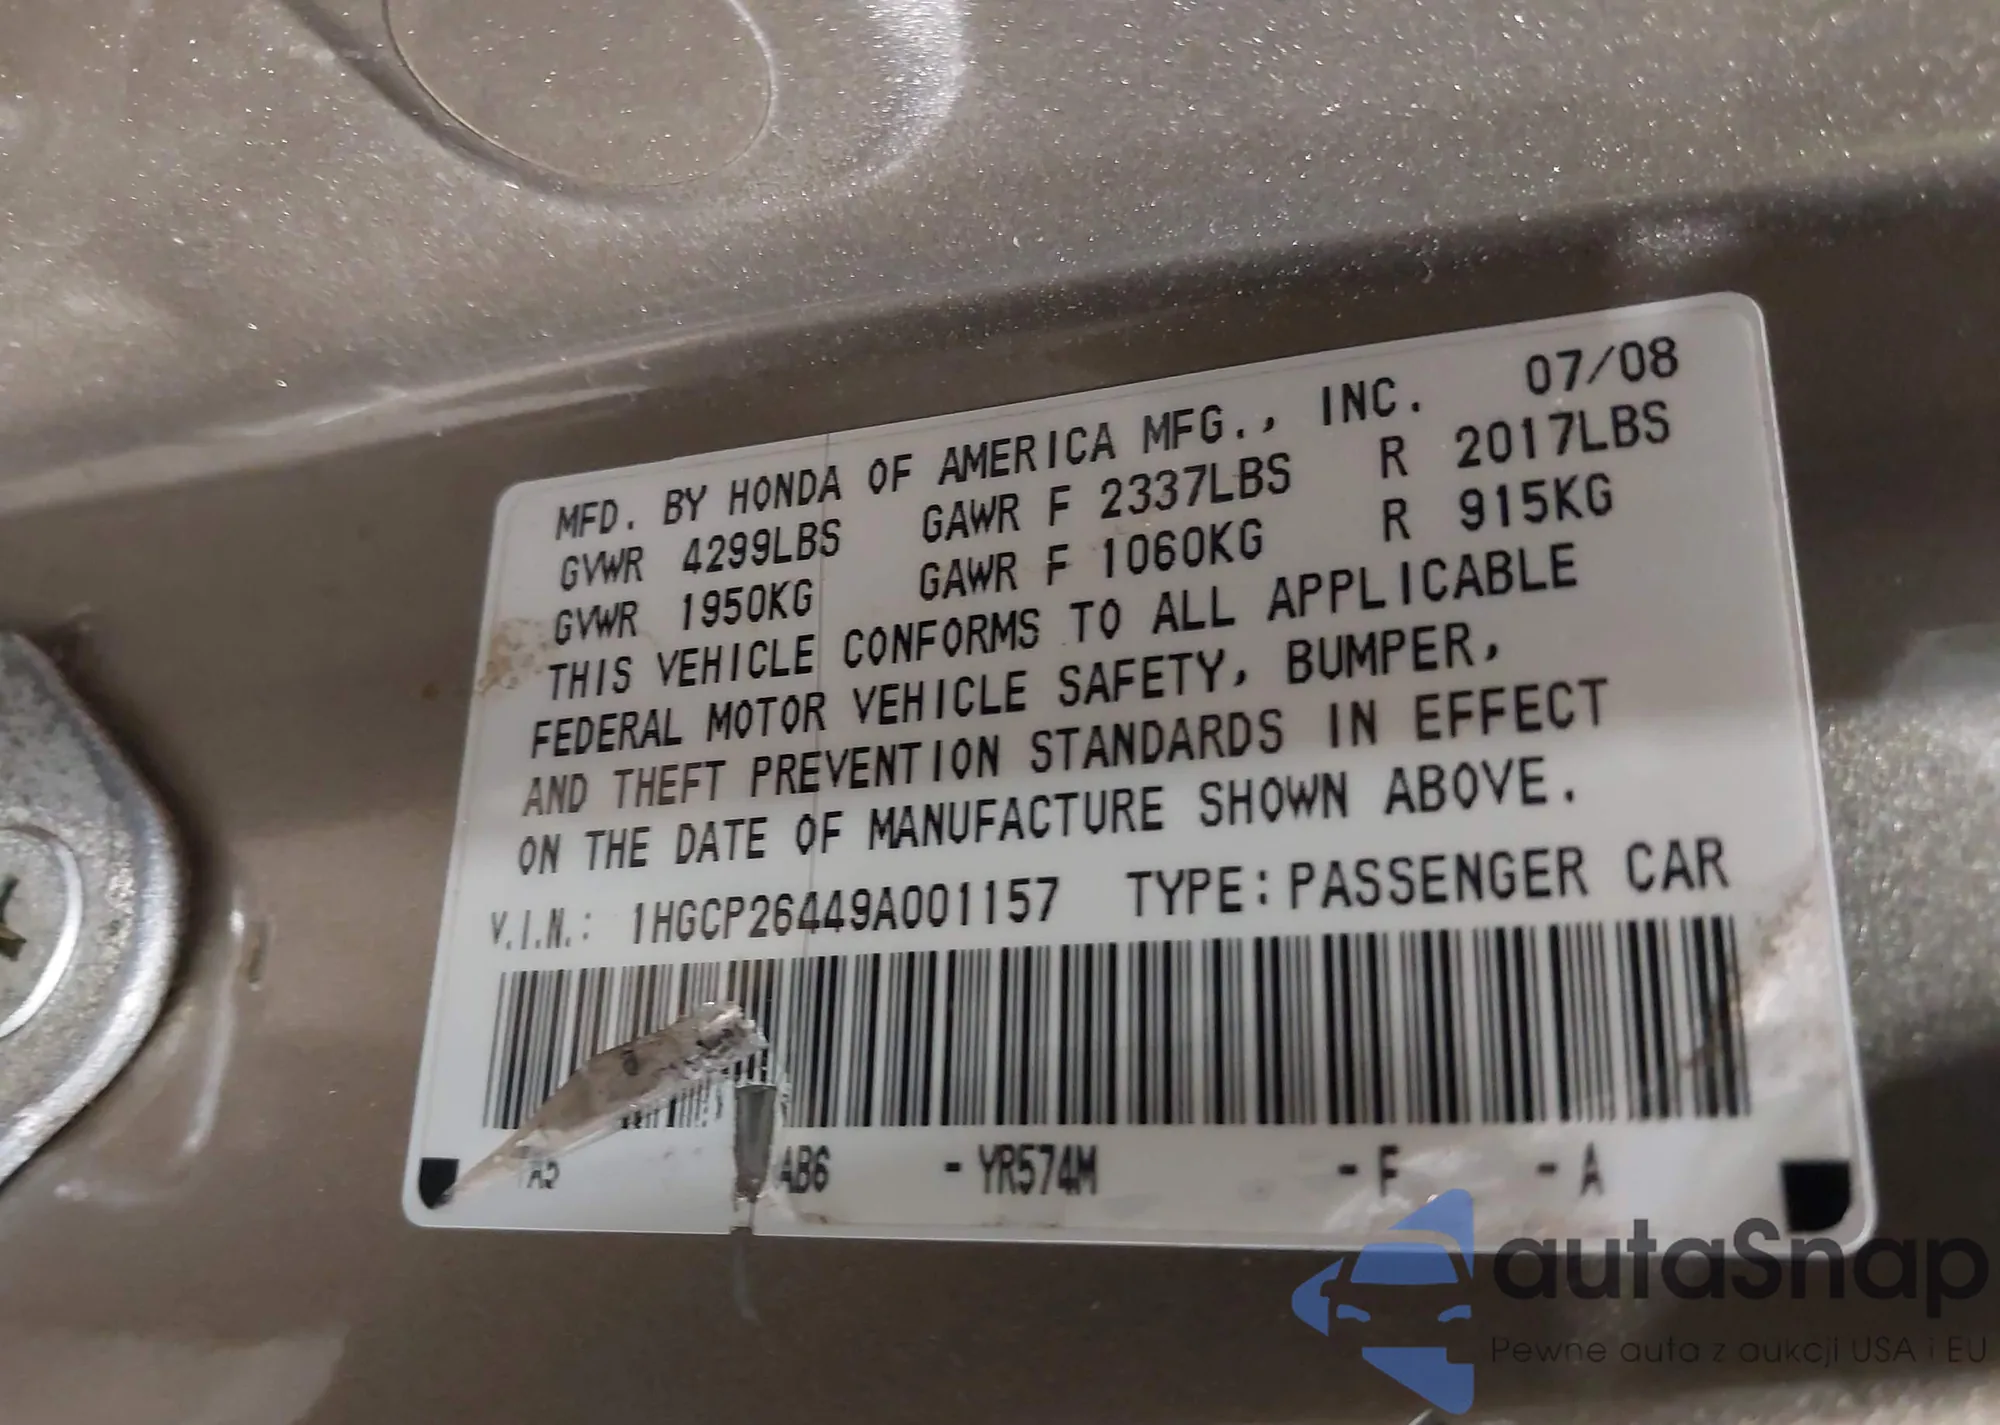 MFD. BY HONDA OF AMERICA MFG., INC. 07/08
GVWR 4299LBS GAWR F 2337LBS R 2017LBS
GVWR 1950KG GAWR F 1060KG R 915KG
THIS VEHICLE CONFORMS TO ALL APPLICABLE
FEDERAL MOTOR VEHICLE SAFETY, BUMPER,
AND THEFT PREVENTION STANDARDS IN EFFECT
ON THE DATE OF MANUFACTURE SHOWN ABOVE.
V.I.N.: 1HGCP26449A001157 TYPE: PASSENGER CAR
AB6 - YR574M - F - A
autaSnap
Pewne auta z aukcji USA i EU